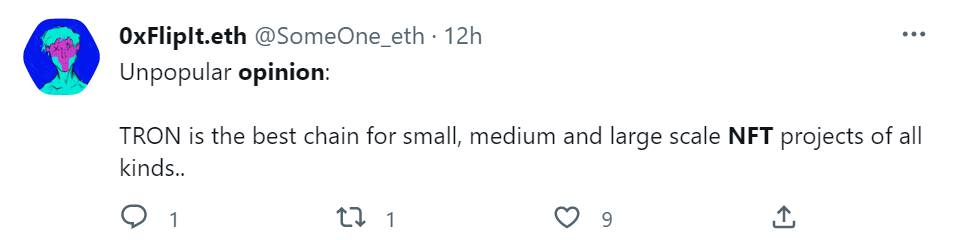 0xFlipIt.eth @SomeOne_eth · 12h
Unpopular opinion:
TRON is the best chain for small, medium and large scale NFT projects of all
kinds..
1 1 9